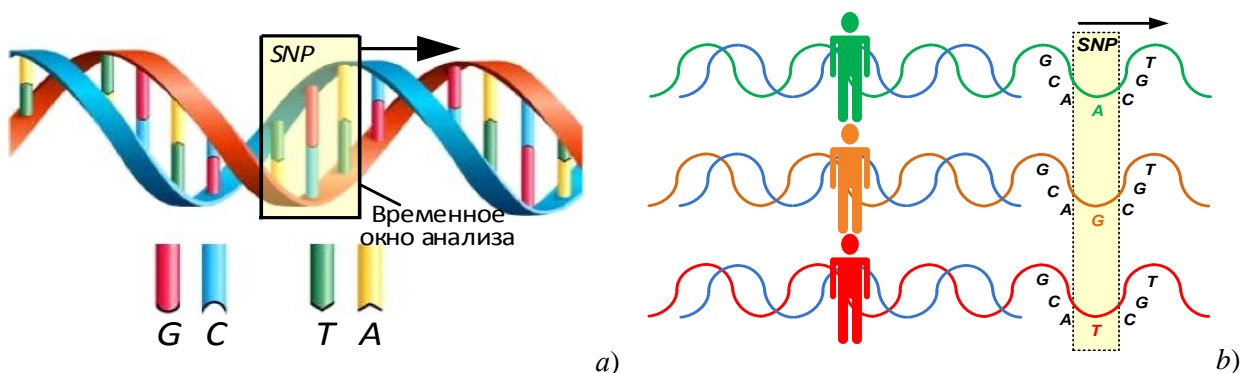 SNP
Временное
окно анализа
G C T A
a)
SNP
G T
C G
A A C
G T
C G
A G C
G T
C G
A T C
b)